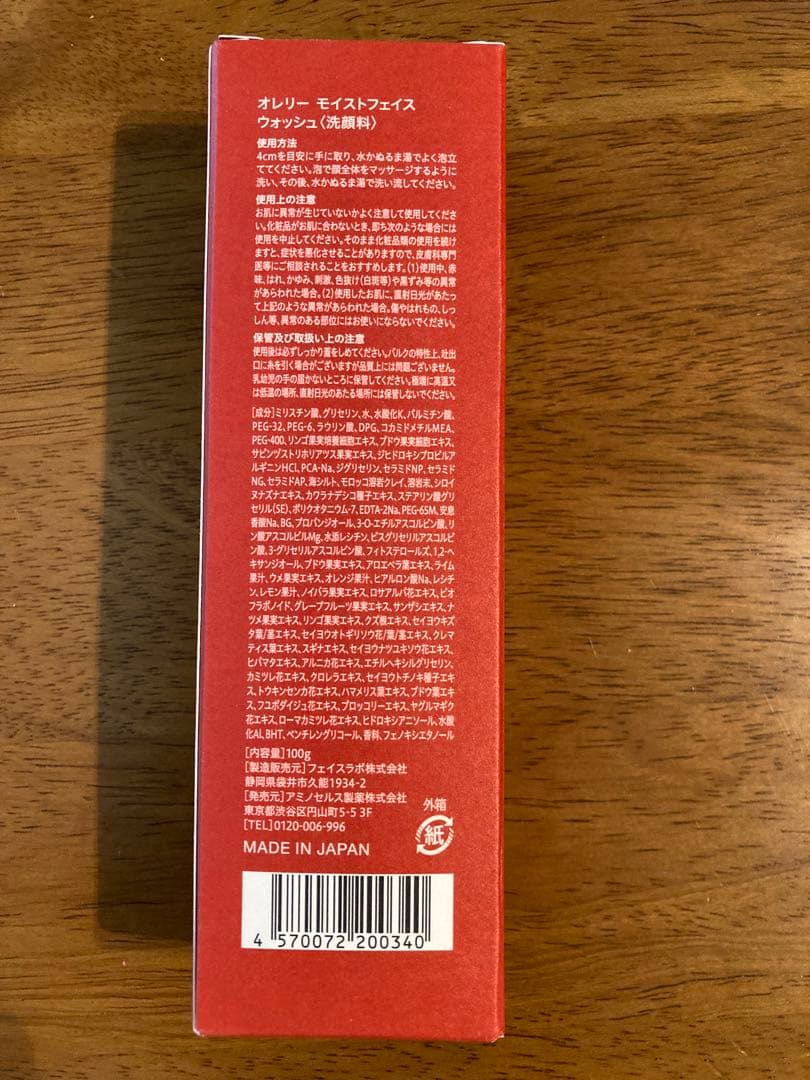 オレリー モイストフェイス
ウォッシュ〈洗顔料〉
使用方法
4cmを目安に手に取り、水かぬるま湯でよく泡立
ててください。泡で顔全体をマッサージするように
洗い、その後、水かぬるま湯で洗い流してください。
使用上の注意
お肌に異常が生じていないかよく注意して使用してくださ
い。化粧品がお肌に合わないとき、即ち次のような場合には
使用を中止してください。そのまま化粧品類の使用を続け
ますと、症状を悪化させることがありますので、皮膚科専門
医等にご相談されることをおすすめします。(1)使用中、赤
味、はれ、かゆみ、刺激、色抜け(白斑等)や黒ずみ等の異常
があらわれた場合。(2)使用したお肌に、直射日光があたっ
て上記のような異常があらわれた場合。傷やはれもの、しっ
しん等、異常のある部位にはお使いにならないでください。
保管及び取扱い上の注意
使用後は必ずしっかり蓋をしめてください。バルクの特性上、吐出
口に糸を引く場合がございますが品質上には問題ございません。
乳幼児の手の届かないところに保管してください。極端に高温又
は低温の場所、直射日光のあたる場所には保管しないでください。
[成分]ミリスチン酸、グリセリン、水、水酸化K、パルミチン酸、
PEG-32、PEG-6、ラウリン酸、DPG、コカミドメチルMEA、
PEG-400、リンゴ果実培養細胞エキス、ブドウ果実細胞エキス、
サピンヅストリホリアツス果実エキス、ジヒドロキシプロピルア
ルギニンHCl、PCA-Na、ジグリセリン、セラミドNP、セラミド
NG、セラミドAP、海シルト、モロッコ溶岩クレイ、溶岩末、シロイ
ヌナズナエキス、カワラナデシコ種子エキス、ステアリン酸グリ
セリル(SE)、ポリクオタニウム-7、EDTA-2Na、PEG-65M、安息
香酸Na、BG、プロパンジオール、3-O-エチルアスコルビン酸、リ
ン酸アスコルビルMg、水添レシチン、ビスグリセリルアスコルビ
ン酸、3-グリセリルアスコルビン酸、フィトステロールズ、1,2-ヘ
キサンジオール、ブドウ果実エキス、アロエベラ葉エキス、ライム
果汁、ウメ果実エキス、オレンジ果汁、ヒアルロン酸Na、レシチ
ン、レモン果汁、ノイバラ果実エキス、ロサアルバ花エキス、ビオ
フラボノイド、グレープフルーツ果実エキス、サンザシエキス、ナ
ツメ果実エキス、リンゴ果実エキス、クズ根エキス、セイヨウキズ
タ葉/茎エキス、セイヨウオトギリソウ花/葉/茎エキス、クレマ
ティス葉エキス、スギナエキス、セイヨウナツユキソウ花エキス、
ヒバマタエキス、アルニカ花エキス、エチルヘキシルグリセリン、
カミツレ花エキス、クロレラエキス、セイヨウトチノキ種子エキ
ス、トウキンセンカ花エキス、ハマメリス葉エキス、ブドウ葉エキ
ス、フユボダイジュ花エキス、ブロッコリーエキス、ヤグルマギク
花エキス、ローマカミツレ花エキス、ヒドロキシアニソール、水酸
化Al、BHT、ペンチレングリコール、香料、フェノキシエタノール
[内容量]100g
[製造販売元]フェイスラボ株式会社
静岡県袋井市久能1934-2
[発売元]アミノセルス製薬株式会社
東京都渋谷区円山町5-5 3F
[TEL]0120-006-996
外箱
紙
MADE IN JAPAN
4 570072 200340